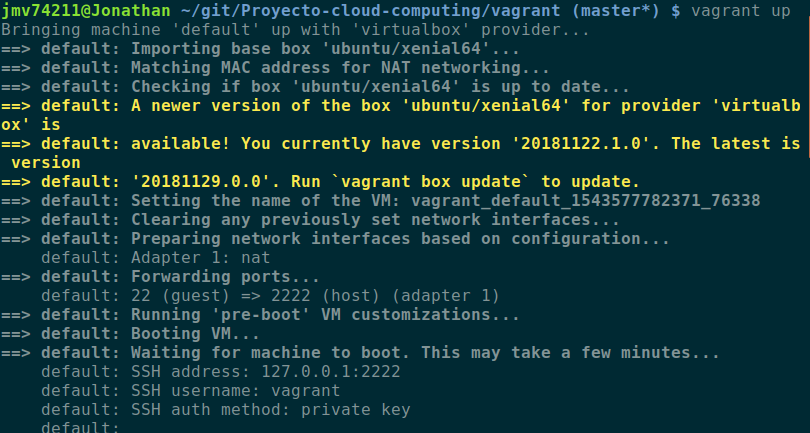 jmv74211@Jonathan ~/git/Proyecto-cloud-computing/vagrant (master*) $ vagrant up
Bringing machine 'default' up with 'virtualbox' provider...
==> default: Importing base box 'ubuntu/xenial64'...
==> default: Matching MAC address for NAT networking...
==> default: Checking if box 'ubuntu/xenial64' is up to date...
==> default: A newer version of the box 'ubuntu/xenial64' for provider 'virtualb
ox' is
==> default: available! You currently have version '20181122.1.0'. The latest is
 version
==> default: '20181129.0.0'. Run `vagrant box update` to update.
==> default: Setting the name of the VM: vagrant_default_1543577782371_76338
==> default: Clearing any previously set network interfaces...
==> default: Preparing network interfaces based on configuration...
    default: Adapter 1: nat
==> default: Forwarding ports...
    default: 22 (guest) => 2222 (host) (adapter 1)
==> default: Running 'pre-boot' VM customizations...
==> default: Booting VM...
==> default: Waiting for machine to boot. This may take a few minutes...
    default: SSH address: 127.0.0.1:2222
    default: SSH username: vagrant
    default: SSH auth method: private key
    default: